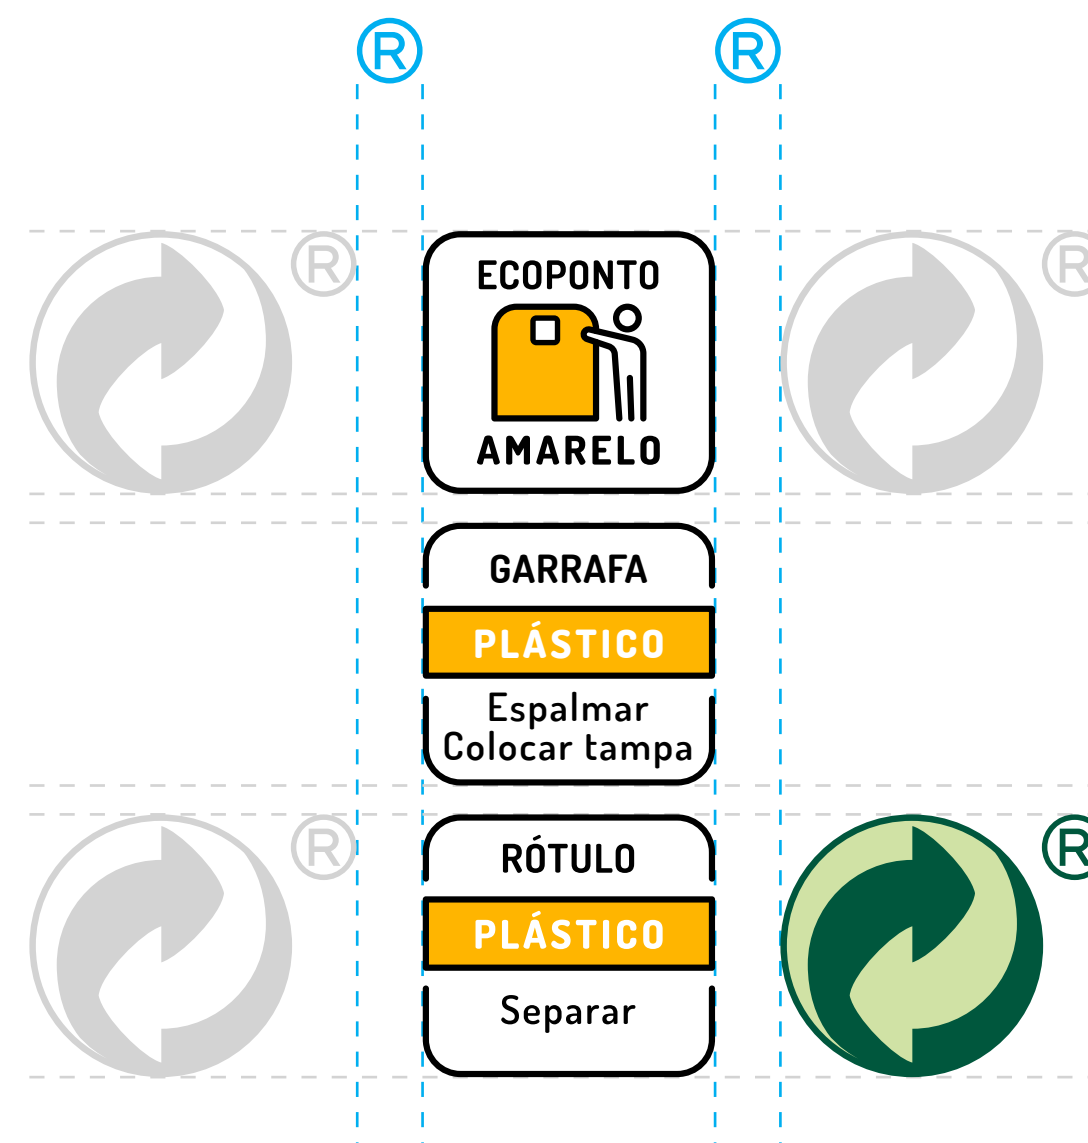 ® ®
®
ECOPONTO
AMARELO
®
GARRAFA
PLÁSTICO
Espalmar
Colocar tampa
®
RÓTULO
PLÁSTICO
Separar
®